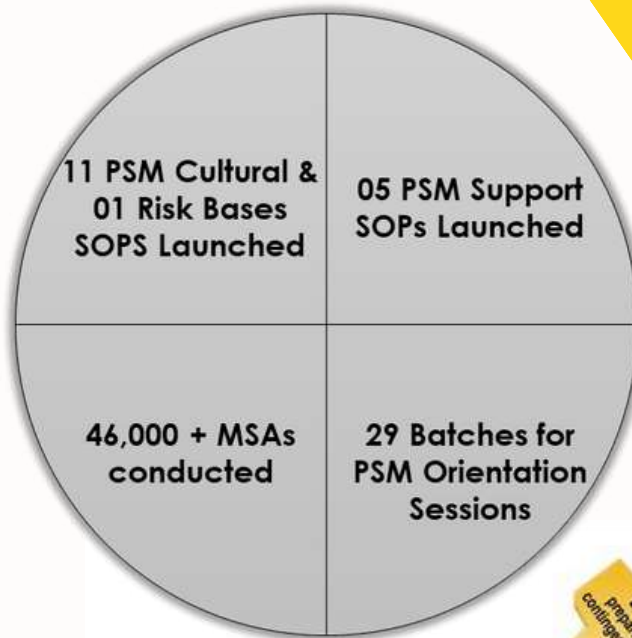 11 PSM Cultural &
01 Risk Bases
SOPS Launched
05 PSM Support
SOPs Launched
46,000 + MSAs
conducted
29 Batches for
PSM Orientation
Sessions